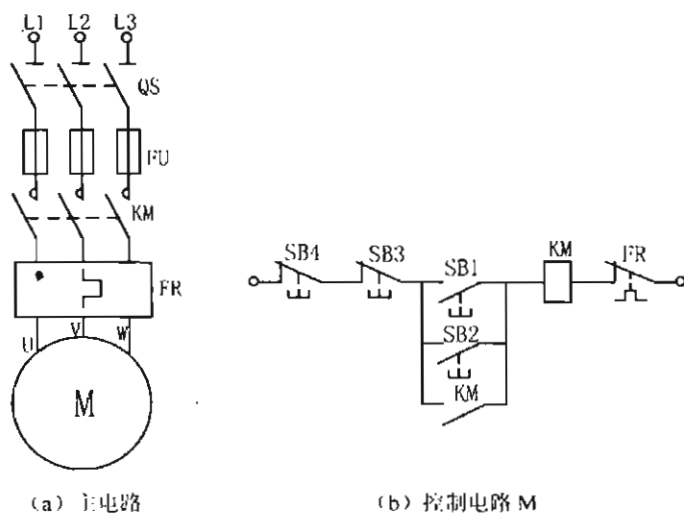 L1 L2 L3
QS
FU
KM
FR
U V W
M
(a) 主电路
SB4 SB3 SB1 KM FR
SB2
KM
(b) 控制电路 M